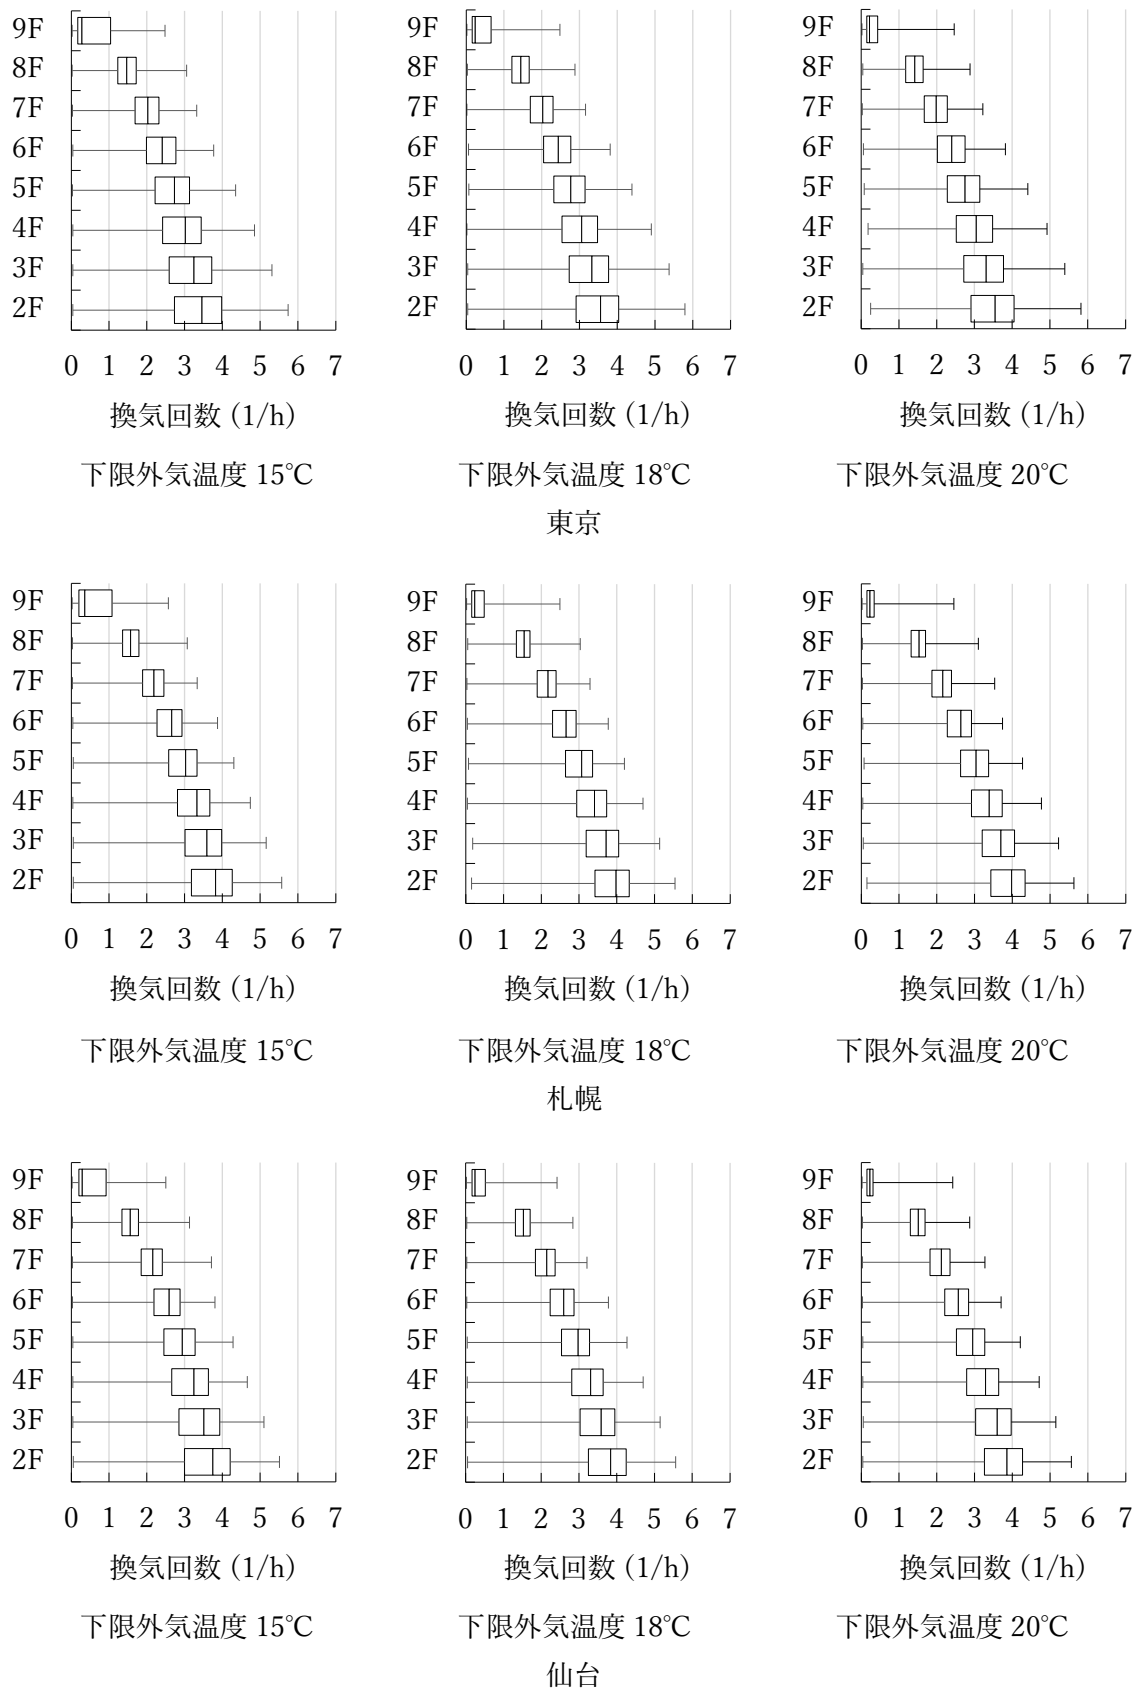 9F 9F 9F
8F 8F 8F
7F 7F 7F
6F 6F 6F
5F 5F 5F
4F 4F 4F
3F 3F 3F
2F 2F 2F
0 1 2 3 4 5 6 7 0 1 2 3 4 5 6 7 0 1 2 3 4 5 6 7
換気回数 (1/h) 換気回数 (1/h) 換気回数 (1/h)
下限外気温度 15℃ 下限外気温度 18℃ 下限外気温度 20℃
東京
9F 9F 9F
8F 8F 8F
7F 7F 7F
6F 6F 6F
5F 5F 5F
4F 4F 4F
3F 3F 3F
2F 2F 2F
0 1 2 3 4 5 6 7 0 1 2 3 4 5 6 7 0 1 2 3 4 5 6 7
換気回数 (1/h) 換気回数 (1/h) 換気回数 (1/h)
下限外気温度 15℃ 下限外気温度 18℃ 下限外気温度 20℃
札幌
9F 9F 9F
8F 8F 8F
7F 7F 7F
6F 6F 6F
5F 5F 5F
4F 4F 4F
3F 3F 3F
2F 2F 2F
0 1 2 3 4 5 6 7 0 1 2 3 4 5 6 7 0 1 2 3 4 5 6 7
換気回数 (1/h) 換気回数 (1/h) 換気回数 (1/h)
下限外気温度 15℃ 下限外気温度 18℃ 下限外気温度 20℃
仙台